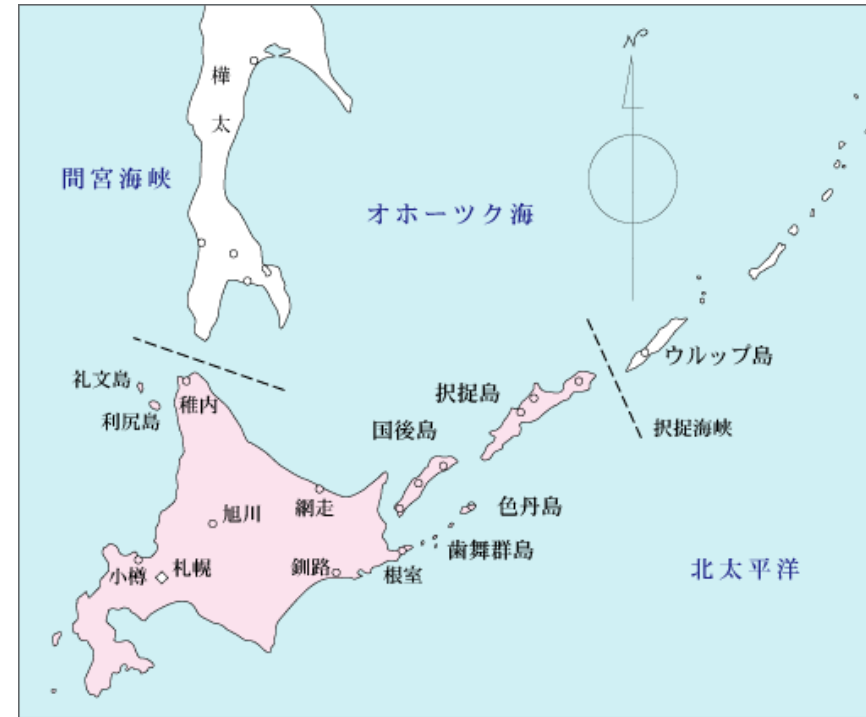 N
樺太
間宮海峡
オホーツク海
ウルップ島
礼文島
稚内
利尻島
択捉島
択捉海峡
国後島
網走
色丹島
旭川
歯舞群島
小樽
札幌
釧路
根室
北太平洋